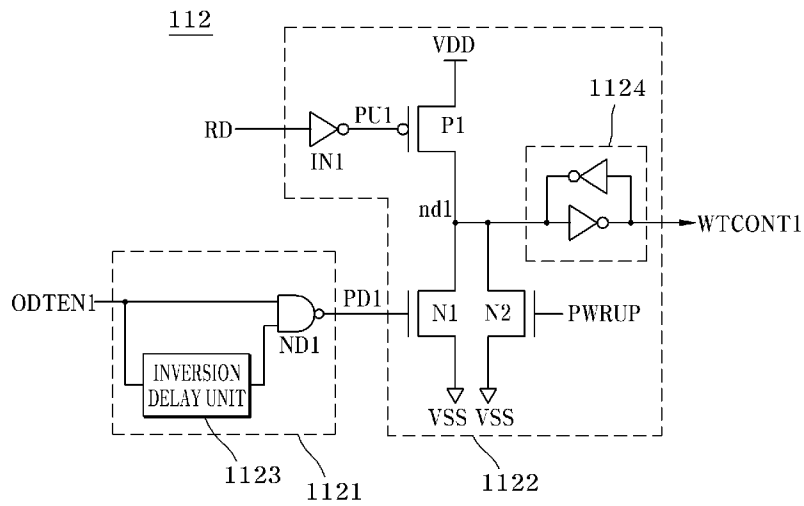 112
VDD
1124
PU1
P1
RD
IN1
nd1
WTCONT1
ODTEN1
PD1
N1
N2
PWRUP
ND1
INVERSION
DELAY UNIT
VSS
VSS
1123
1121
1122